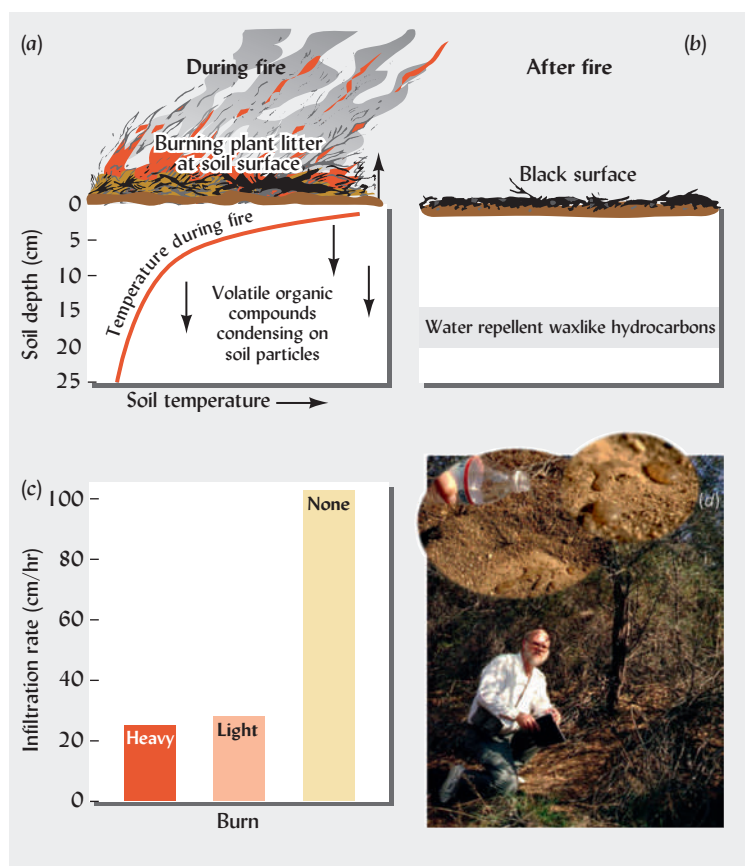 (a)
During fire
Burning plant litter
at soil surface
0
5
10
15
20
25
Soil depth (cm)
Temperature during fire
Volatile organic
compounds
condensing on
soil particles
Soil temperature
(b)
After fire
Black surface
Water repellent waxlike hydrocarbons
(c)
100
80
60
40
20
0
Infiltration rate (cm/hr)
Heavy
Light
None
Burn
(d)